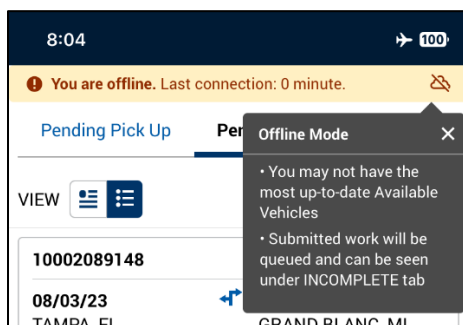 8:04
100
You are offline. Last connection: 0 minute.
Pending Pick Up
Offline Mode
• You may not have the
most up-to-date Available
Vehicles
• Submitted work will be
queued and can be seen
under INCOMPLETE tab
VIEW
10002089148
08/03/23
TAMPA, FL
GRAND BLANC, MI